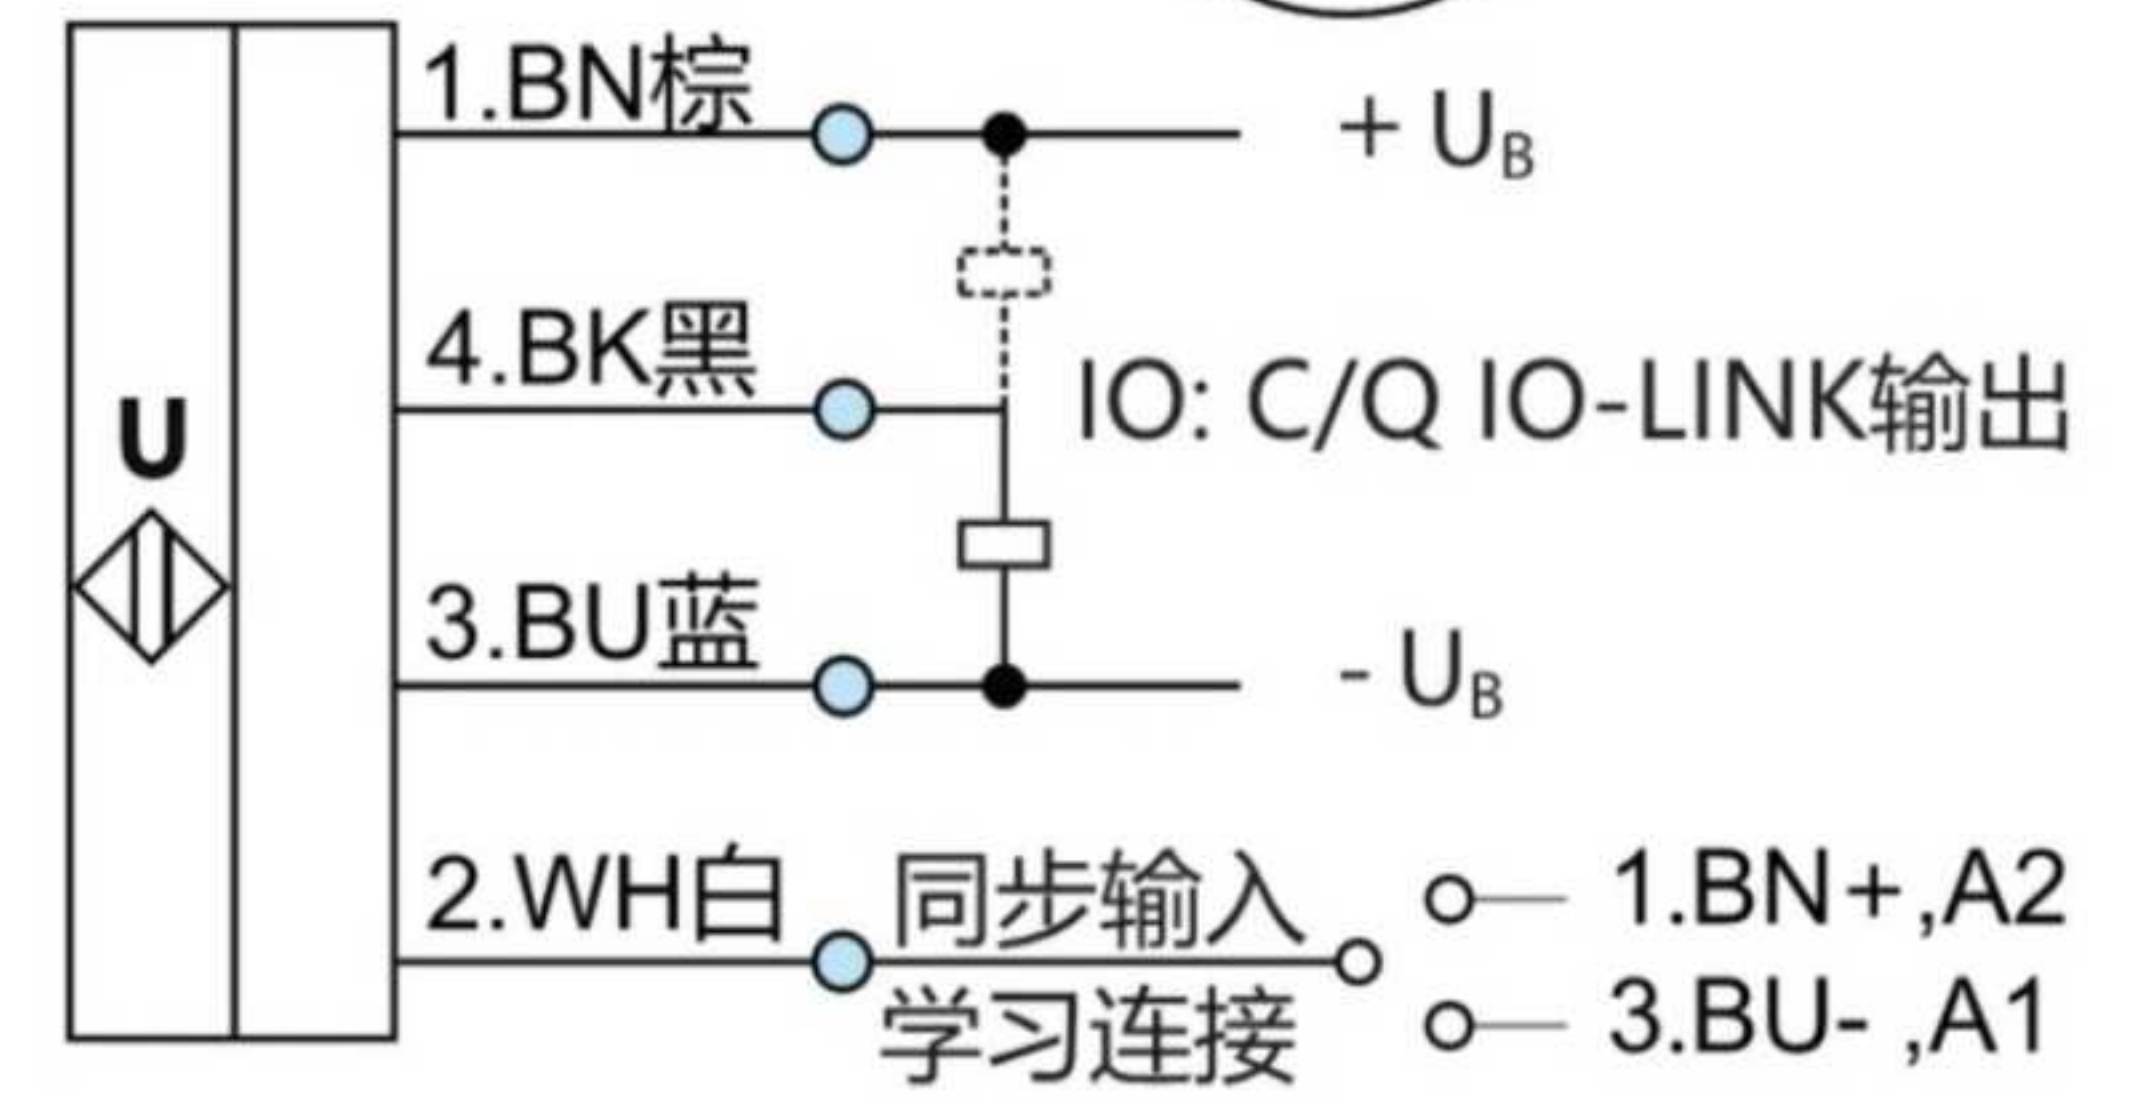 1.BN棕
+ UB
4.BK黑
IO: C/Q IO-LINK输出
U
3.BU蓝
- UB
2.WH白
同步输入
学习连接
1.BN+,A2
3.BU- ,A1